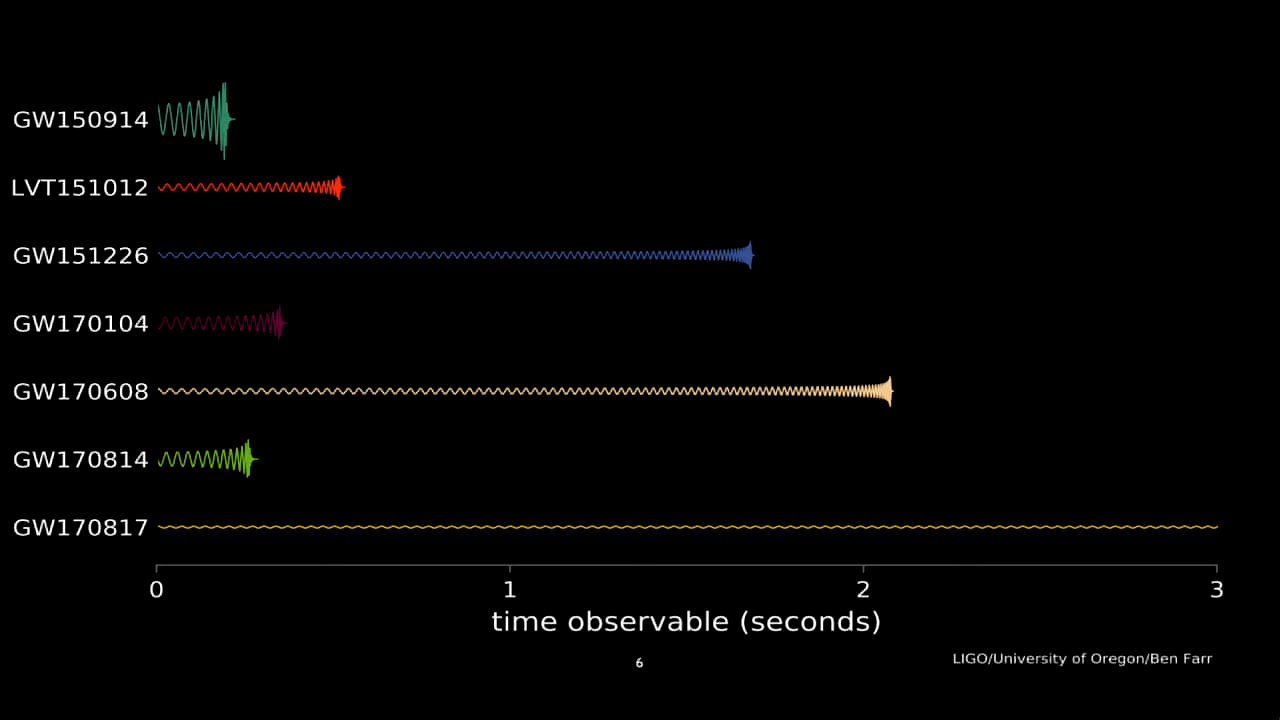 GW150914
LVT151012
GW151226
GW170104
GW170608
GW170814
GW170817
0 1 2 3
time observable (seconds)
LIGO/University of Oregon/Ben Farr
6